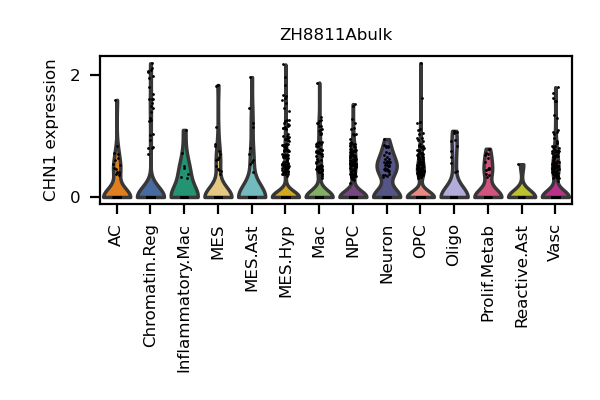 ZH8811Abulk
CHN1 expression
2
0
AC
Chromatin.Reg
Inflammatory.Mac
MES
MES.Ast
MES.Hyp
Mac
NPC
Neuron
OPC
Oligo
Prolif.Metab
Reactive.Ast
Vasc